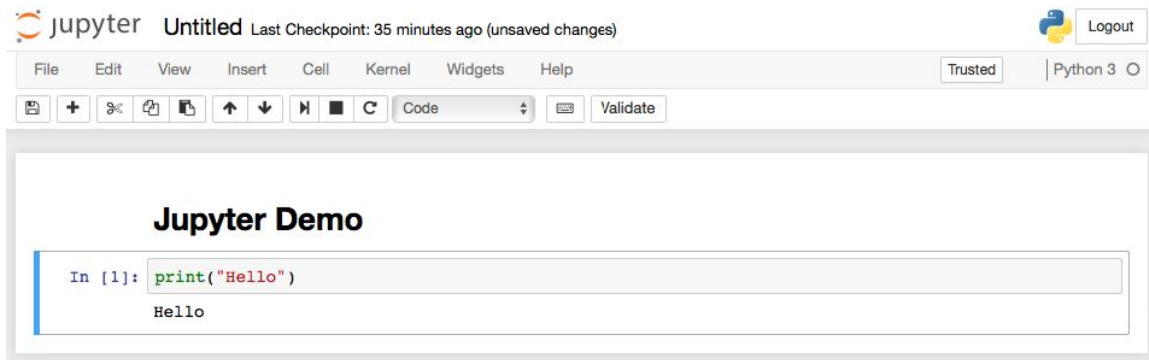 jupyter Untitled Last Checkpoint: 35 minutes ago (unsaved changes) Logout
File Edit View Insert Cell Kernel Widgets Help Trusted Python 3
Code Validate
Jupyter Demo
In [1]: print("Hello")
Hello